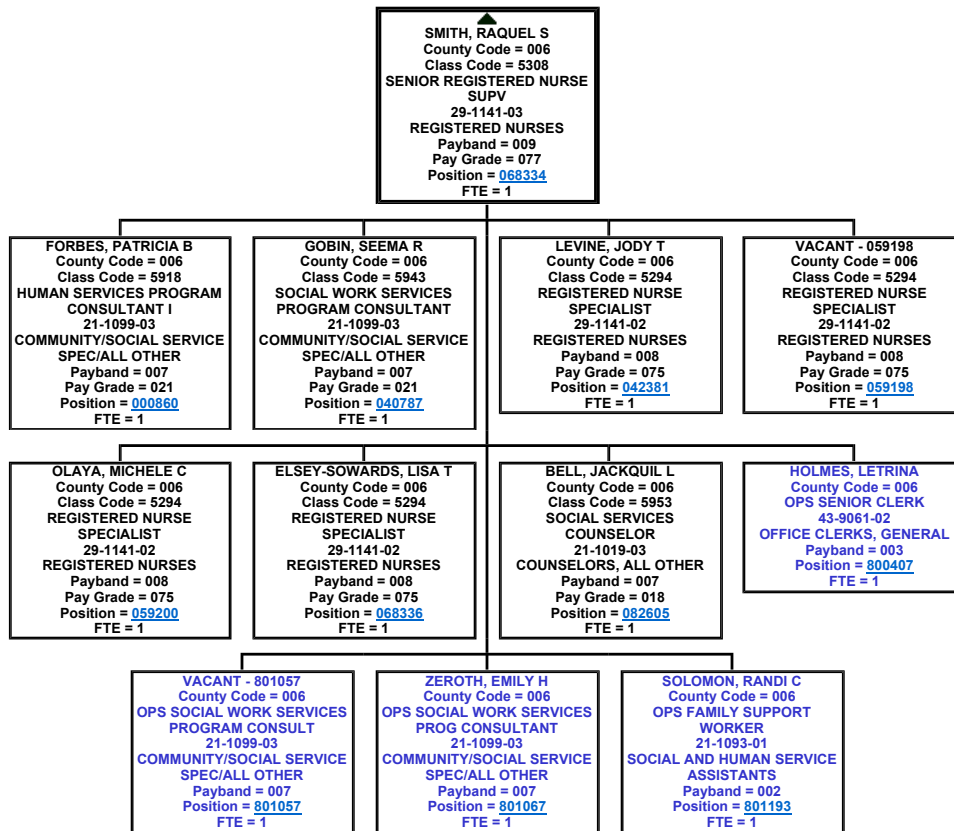 SMITH, RAQUEL S
County Code = 006
Class Code = 5308
SENIOR REGISTERED NURSE
SUPV
29-1141-03
REGISTERED NURSES
Payband = 009
Pay Grade = 077
Position = 068334
FTE = 1
FORBES, PATRICIA B
County Code = 006
Class Code = 5918
HUMAN SERVICES PROGRAM
CONSULTANT I
21-1099-03
COMMUNITY/SOCIAL SERVICE
SPEC/ALL OTHER
Payband = 007
Pay Grade = 021
Position = 000860
FTE = 1
GOBIN, SEEMA R
County Code = 006
Class Code = 5943
SOCIAL WORK SERVICES
PROGRAM CONSULTANT
21-1099-03
COMMUNITY/SOCIAL SERVICE
SPEC/ALL OTHER
Payband = 007
Pay Grade = 021
Position = 040787
FTE = 1
LEVINE, JODY T
County Code = 006
Class Code = 5294
REGISTERED NURSE
SPECIALIST
29-1141-02
REGISTERED NURSES
Payband = 008
Pay Grade = 075
Position = 042381
FTE = 1
VACANT - 059198
County Code = 006
Class Code = 5294
REGISTERED NURSE
SPECIALIST
29-1141-02
REGISTERED NURSES
Payband = 008
Pay Grade = 075
Position = 059198
FTE = 1
OLAYA, MICHELE C
County Code = 006
Class Code = 5294
REGISTERED NURSE
SPECIALIST
29-1141-02
REGISTERED NURSES
Payband = 008
Pay Grade = 075
Position = 059200
FTE = 1
ELSEY-SOWARDS, LISA T
County Code = 006
Class Code = 5294
REGISTERED NURSE
SPECIALIST
29-1141-02
REGISTERED NURSES
Payband = 008
Pay Grade = 075
Position = 068336
FTE = 1
BELL, JACKQUIL L
County Code = 006
Class Code = 5953
SOCIAL SERVICES
COUNSELOR
21-1019-03
COUNSELORS, ALL OTHER
Payband = 007
Pay Grade = 018
Position = 082605
FTE = 1
HOLMES, LETRINA
County Code = 006
OPS SENIOR CLERK
43-9061-02
OFFICE CLERKS, GENERAL
Payband = 003
Position = 800407
FTE = 1
VACANT - 801057
County Code = 006
OPS SOCIAL WORK SERVICES
PROGRAM CONSULT
21-1099-03
COMMUNITY/SOCIAL SERVICE
SPEC/ALL OTHER
Payband = 007
Position = 801057
FTE = 1
ZEROTH, EMILY H
County Code = 006
OPS SOCIAL WORK SERVICES
PROG CONSULTANT
21-1099-03
COMMUNITY/SOCIAL SERVICE
SPEC/ALL OTHER
Payband = 007
Position = 801067
FTE = 1
SOLOMON, RANDI C
County Code = 006
OPS FAMILY SUPPORT
WORKER
21-1093-01
SOCIAL AND HUMAN SERVICE
ASSISTANTS
Payband = 002
Position = 801193
FTE = 1